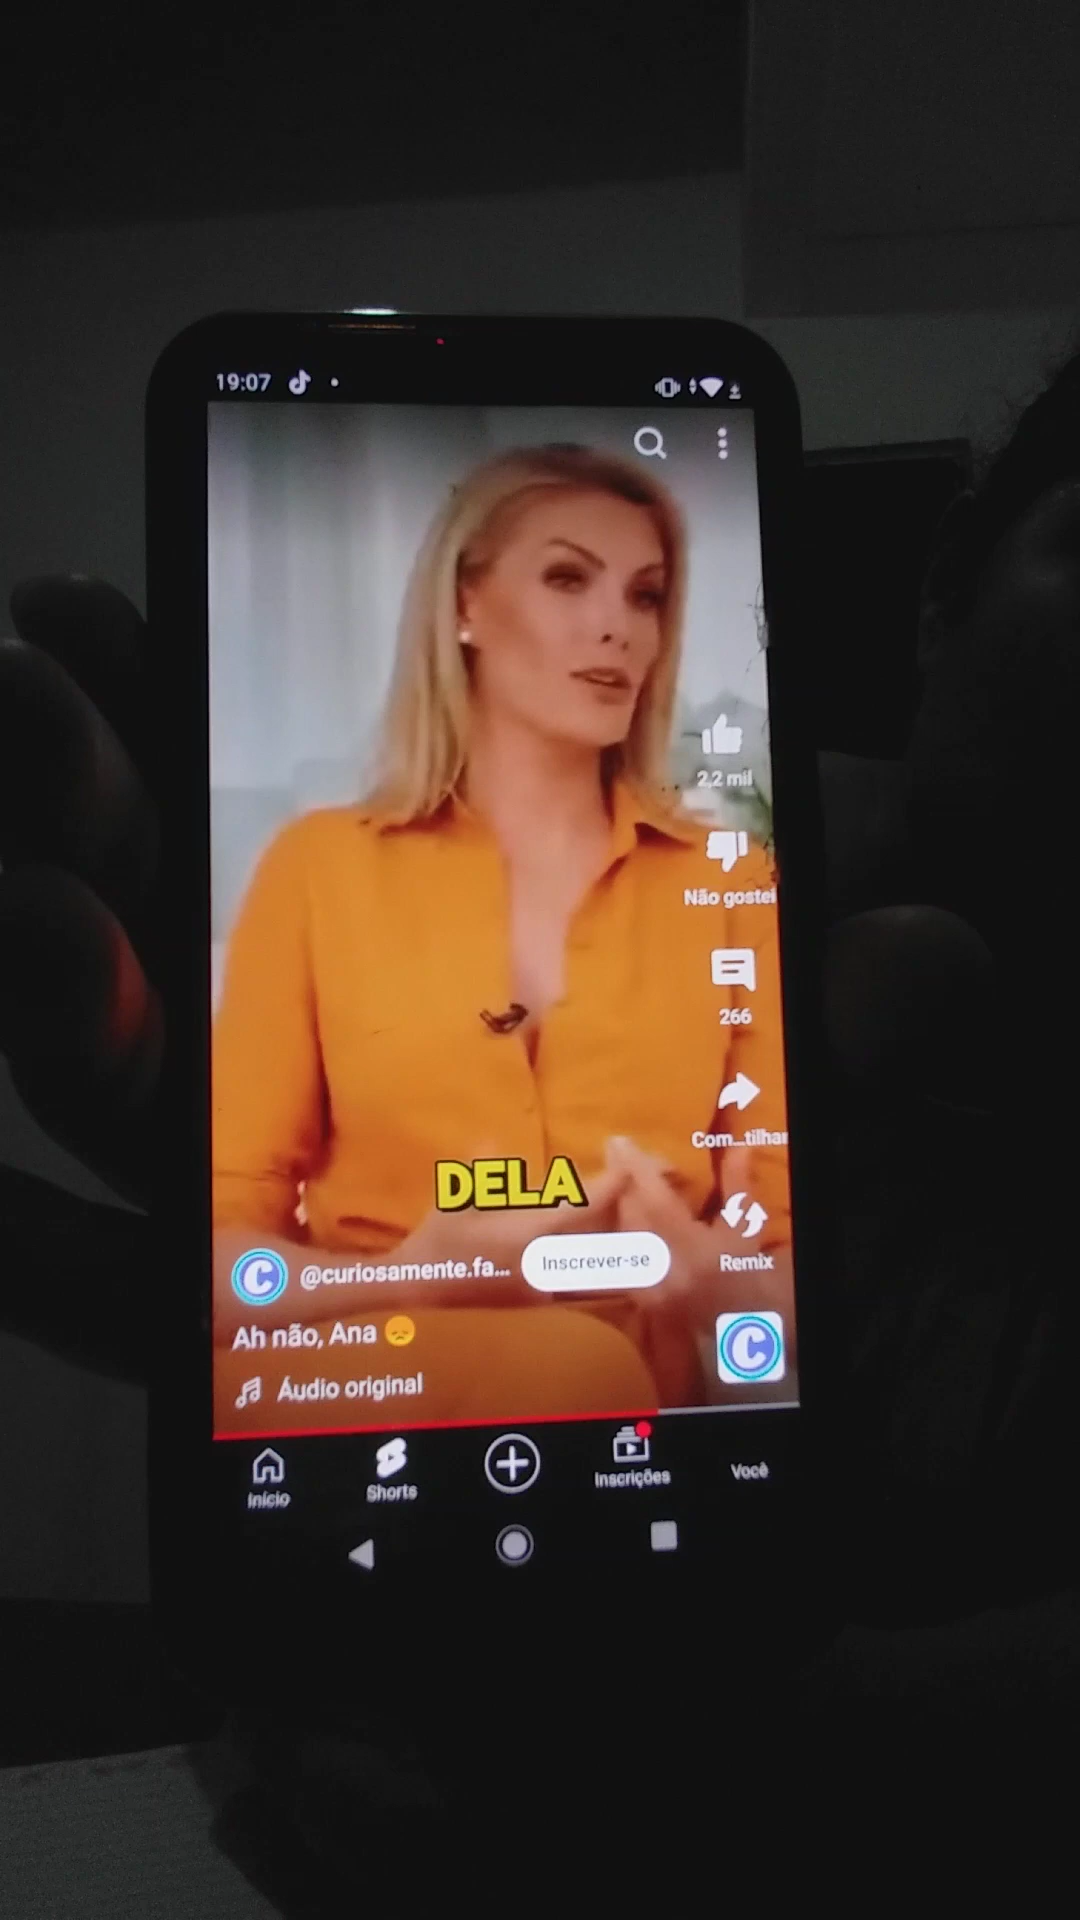 19:07
2,2 mil
Não gostei
266
Com...tilhar
DELA
Remix
@curiosamente.fa...
Inscrever-se
Ah não, Ana 😞
Áudio original
Início
Shorts
Inscrições
Você